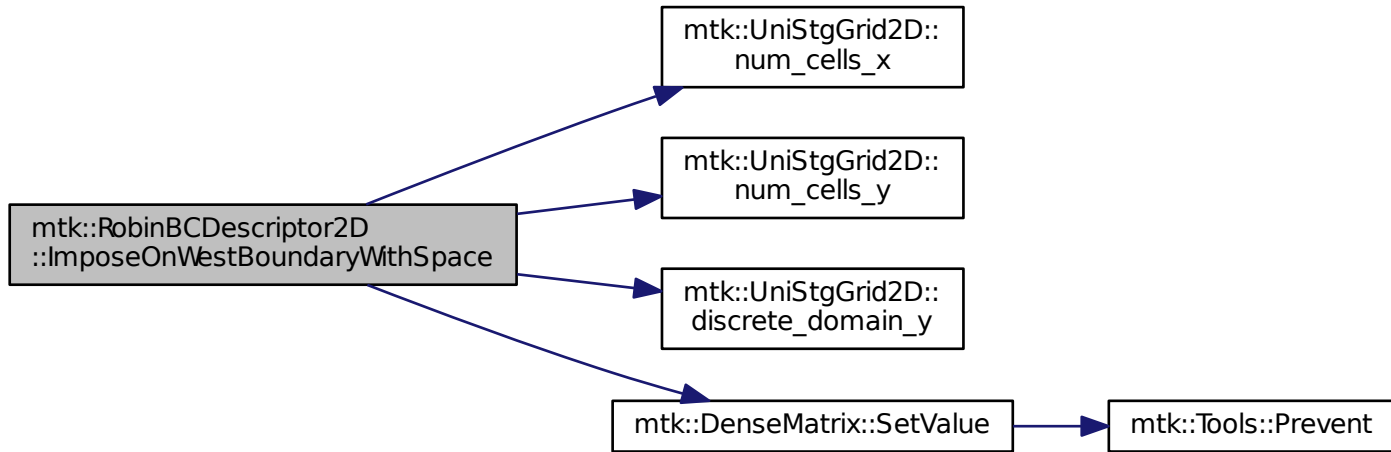 mtk::UniStgGrid2D::
num_cells_x
mtk::UniStgGrid2D::
num_cells_y
mtk::RobinBCDescriptor2D
::ImposeOnWestBoundaryWithSpace
mtk::UniStgGrid2D::
discrete_domain_y
mtk::DenseMatrix::SetValue
mtk::Tools::Prevent